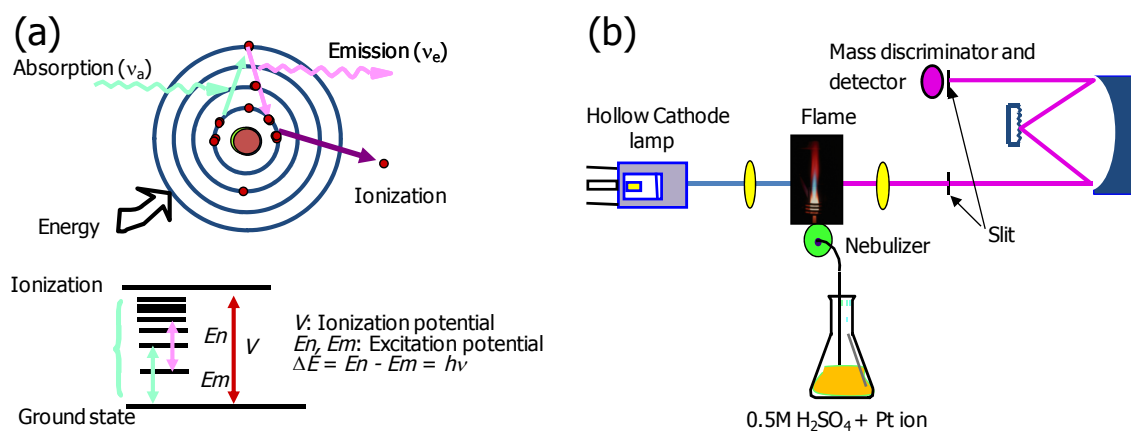 (a)
Absorption (νa)
Emission (νe)
Ionization
Energy
Ionization
En
V
Em
Ground state
V: Ionization potential
En, Em: Excitation potential
ΔE = En - Em = hν
(b)
Mass discriminator and
detector
Hollow Cathode
lamp
Flame
Slit
Nebulizer
0.5M H₂SO₄ + Pt ion